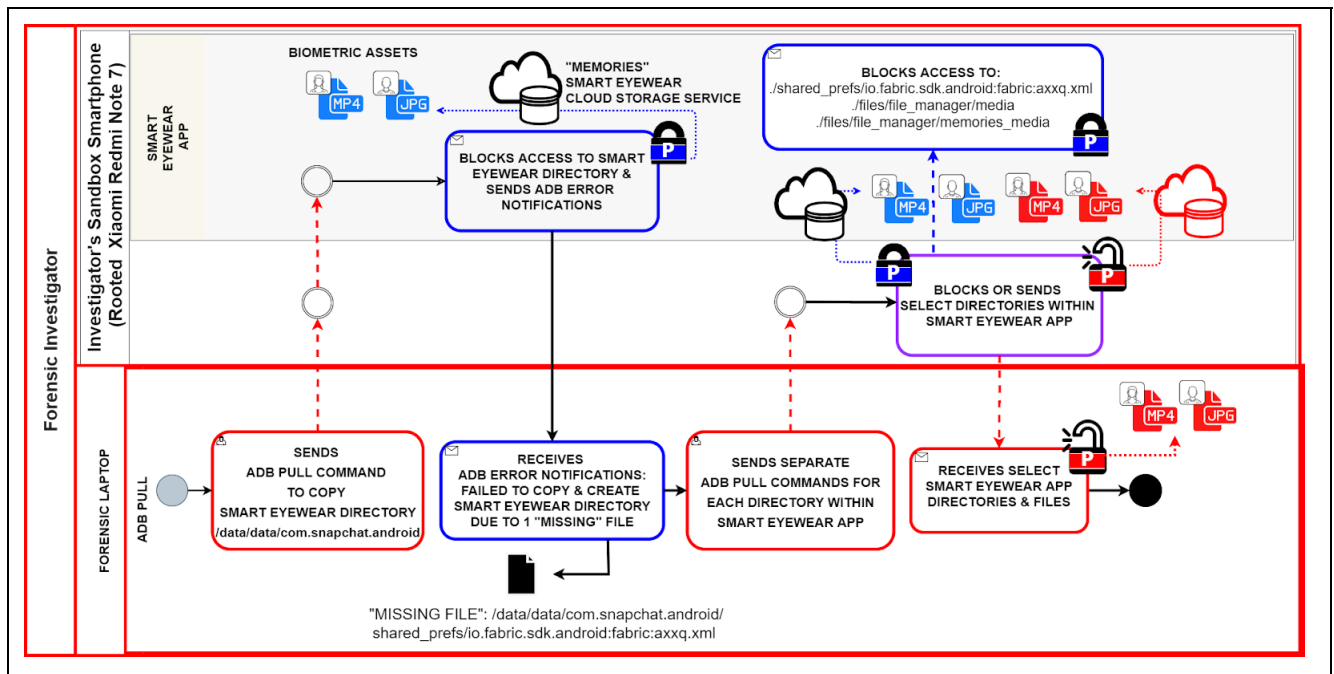 Forensic Investigator
Investigator's Sandbox Smartphone
(Rooted Xiaomi Redmi Note 7)
SMART
EYEWEAR
APP
BIOMETRIC ASSETS
MP4
JPG
"MEMORIES"
SMART EYEWEAR
CLOUD STORAGE SERVICE
P
BLOCKS ACCESS TO SMART
EYEWEAR DIRECTORY &
SENDS ADB ERROR
NOTIFICATIONS
BLOCKS ACCESS TO:
./shared_prefs/io.fabric.sdk.android:fabric:axxq.xml
./files/file_manager/media
./files/file_manager/memories_media
P
MP4
JPG
MP4
JPG
P
P
BLOCKS OR SENDS
SELECT DIRECTORIES WITHIN
SMART EYEWEAR APP
FORENSIC LAPTOP
ADB PULL
SENDS
ADB PULL COMMAND
TO COPY
SMART EYEWEAR DIRECTORY
/data/data/com.snapchat.android
RECEIVES
ADB ERROR NOTIFICATIONS:
FAILED TO COPY & CREATE
SMART EYEWEAR DIRECTORY
DUE TO 1 "MISSING" FILE
"MISSING FILE": /data/data/com.snapchat.android/
shared_prefs/io.fabric.sdk.android:fabric:axxq.xml
SENDS SEPARATE
ADB PULL COMMANDS FOR
EACH DIRECTORY WITHIN
SMART EYEWEAR APP
MP4
JPG
P
RECEIVES SELECT
SMART EYEWEAR APP
DIRECTORIES & FILES